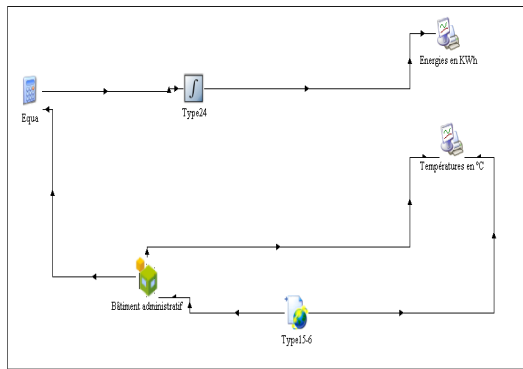 Energies en KWh
Type24
Equa
Températures en °C
Bâtiment administratif
Type15-6